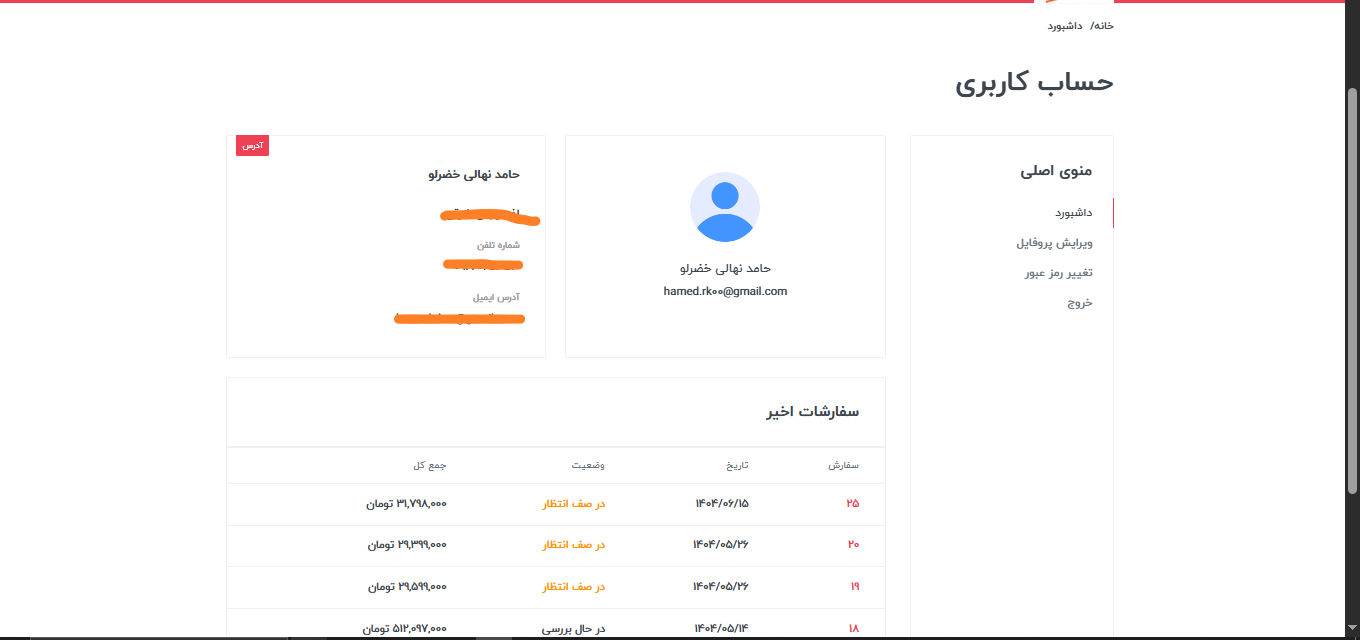 خانه/ داشبورد
حساب کاربری
منوی اصلی
داشبورد
ویرایش پروفایل
تغییر رمز عبور
خروج
حامد نهالی خضرلو
hamed.rk00@gmail.com
آدرس
حامد نهالی خضرلو
شماره تلفن
آدرس ایمیل
سفارشات اخیر
سفارش تاریخ وضعیت جمع کل
۲۵ ۱۴۰۴/۰۶/۱۵ در صف انتظار ۳۱,۷۹۸,۰۰۰ تومان
۲۰ ۱۴۰۴/۰۵/۲۶ در صف انتظار ۲۹,۳۹۹,۰۰۰ تومان
۱۹ ۱۴۰۴/۰۵/۲۶ در صف انتظار ۲۹,۵۹۹,۰۰۰ تومان
۱۸ ۱۴۰۴/۰۵/۱۴ در حال بررسی ۵۱۲,۰۹۷,۰۰۰ تومان